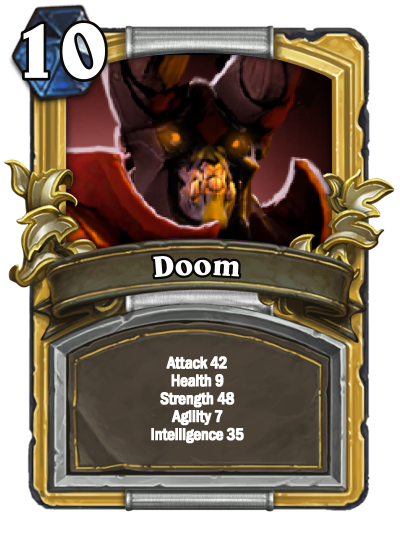 10
Doom
Attack 42
Health 9
Strength 48
Agility 7
Intelligence 35